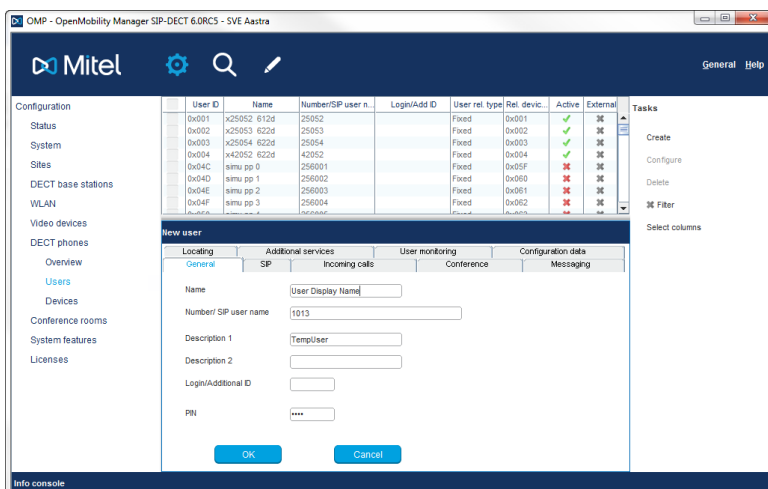 OMP - OpenMobility Manager SIP-DECT 6.0RC5 - SVE Aastra
Mitel
General Help
Configuration
Status
System
Sites
DECT base stations
WLAN
Video devices
DECT phones
Overview
Users
Devices
Conference rooms
System features
Licenses
User ID Name Number/SIP user n... Login/Add ID User rel. type Rel. devic... Active External
0x001 x25052 612d 25052 Fixed 0x001
0x002 x25053 622d 25053 Fixed 0x002
0x003 x25054 622d 25054 Fixed 0x003
0x004 x42052 622d 42052 Fixed 0x004
0x04C simu pp 0 256001 Fixed 0x05F
0x04D simu pp 1 256002 Fixed 0x060
0x04E simu pp 2 256003 Fixed 0x061
0x04F simu pp 3 256004 Fixed 0x062
Tasks
Create
Configure
Delete
Filter
Select columns
New user
Locating Additional services User monitoring Configuration data
General SIP Incoming calls Conference Messaging
Name User Display Name
Number/ SIP user name 1013
Description 1 TempUser
Description 2
Login/Additional ID
PIN ••••
OK Cancel
Info console